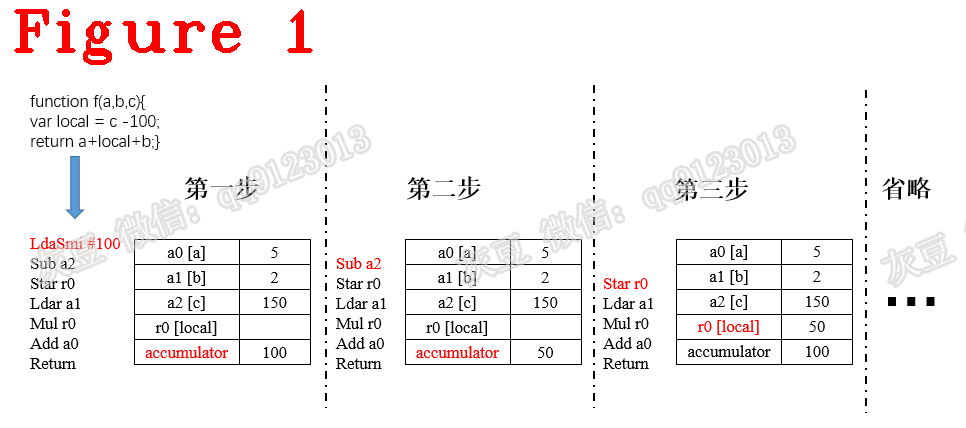 Figure 1
function f(a,b,c){
var local = c -100;
return a+local+b;}
第一步
LdaSmi #100
Sub a2
Star r0
Ldar a1
Mul r0
Add a0
Return
a0 [a] 5
a1 [b] 2
a2 [c] 150
r0 [local]
accumulator 100
第二步
Sub a2
Star r0
Ldar a1
Mul r0
Add a0
Return
a0 [a] 5
a1 [b] 2
a2 [c] 150
r0 [local]
accumulator 50
第三步
Star r0
Ldar a1
Mul r0
Add a0
Return
a0 [a] 5
a1 [b] 2
a2 [c] 150
r0 [local] 50
accumulator 100
省略
...
灰豆 微信：qq9123013
灰豆 微信：qq9123013
灰豆